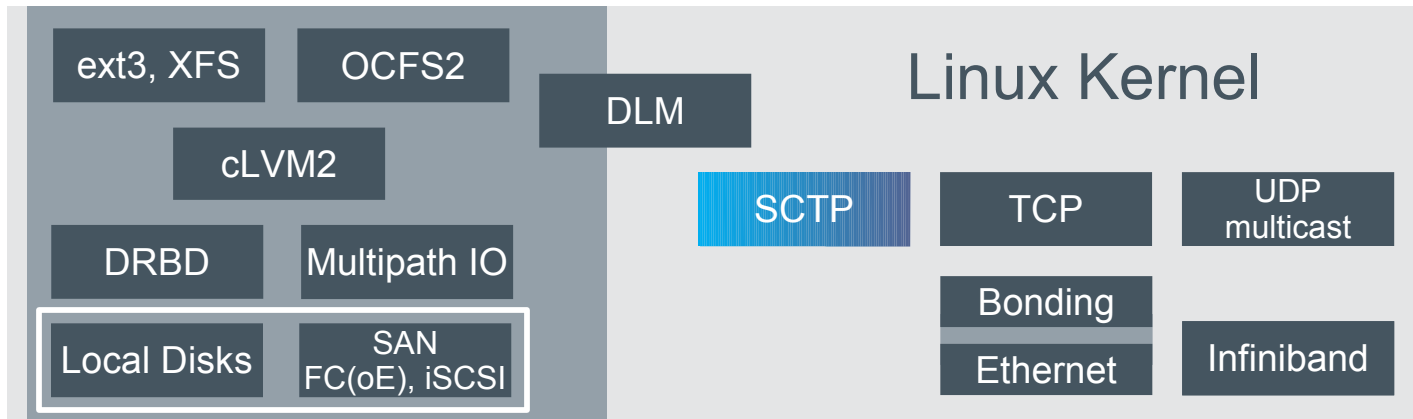 ext3, XFS
OCFS2
DLM
Linux Kernel
cLVM2
SCTP
TCP
UDP
multicast
DRBD
Multipath IO
Bonding
Local Disks
SAN
FC(oE), iSCSI
Ethernet
Infiniband